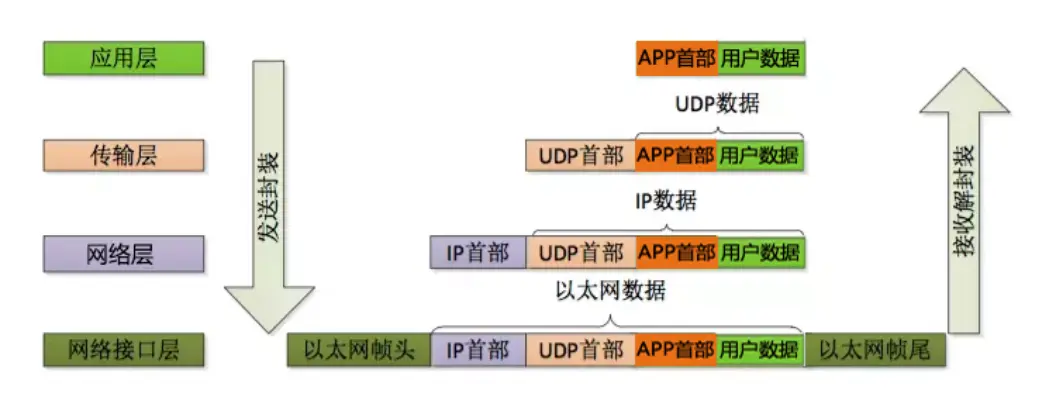 应用层
APP首部 用户数据
UDP数据
传输层
UDP首部 APP首部 用户数据
IP数据
网络层
IP首部 UDP首部 APP首部 用户数据
以太网数据
网络接口层
以太网帧头 IP首部 UDP首部 APP首部 用户数据 以太网帧尾
发送封装
接收解封装